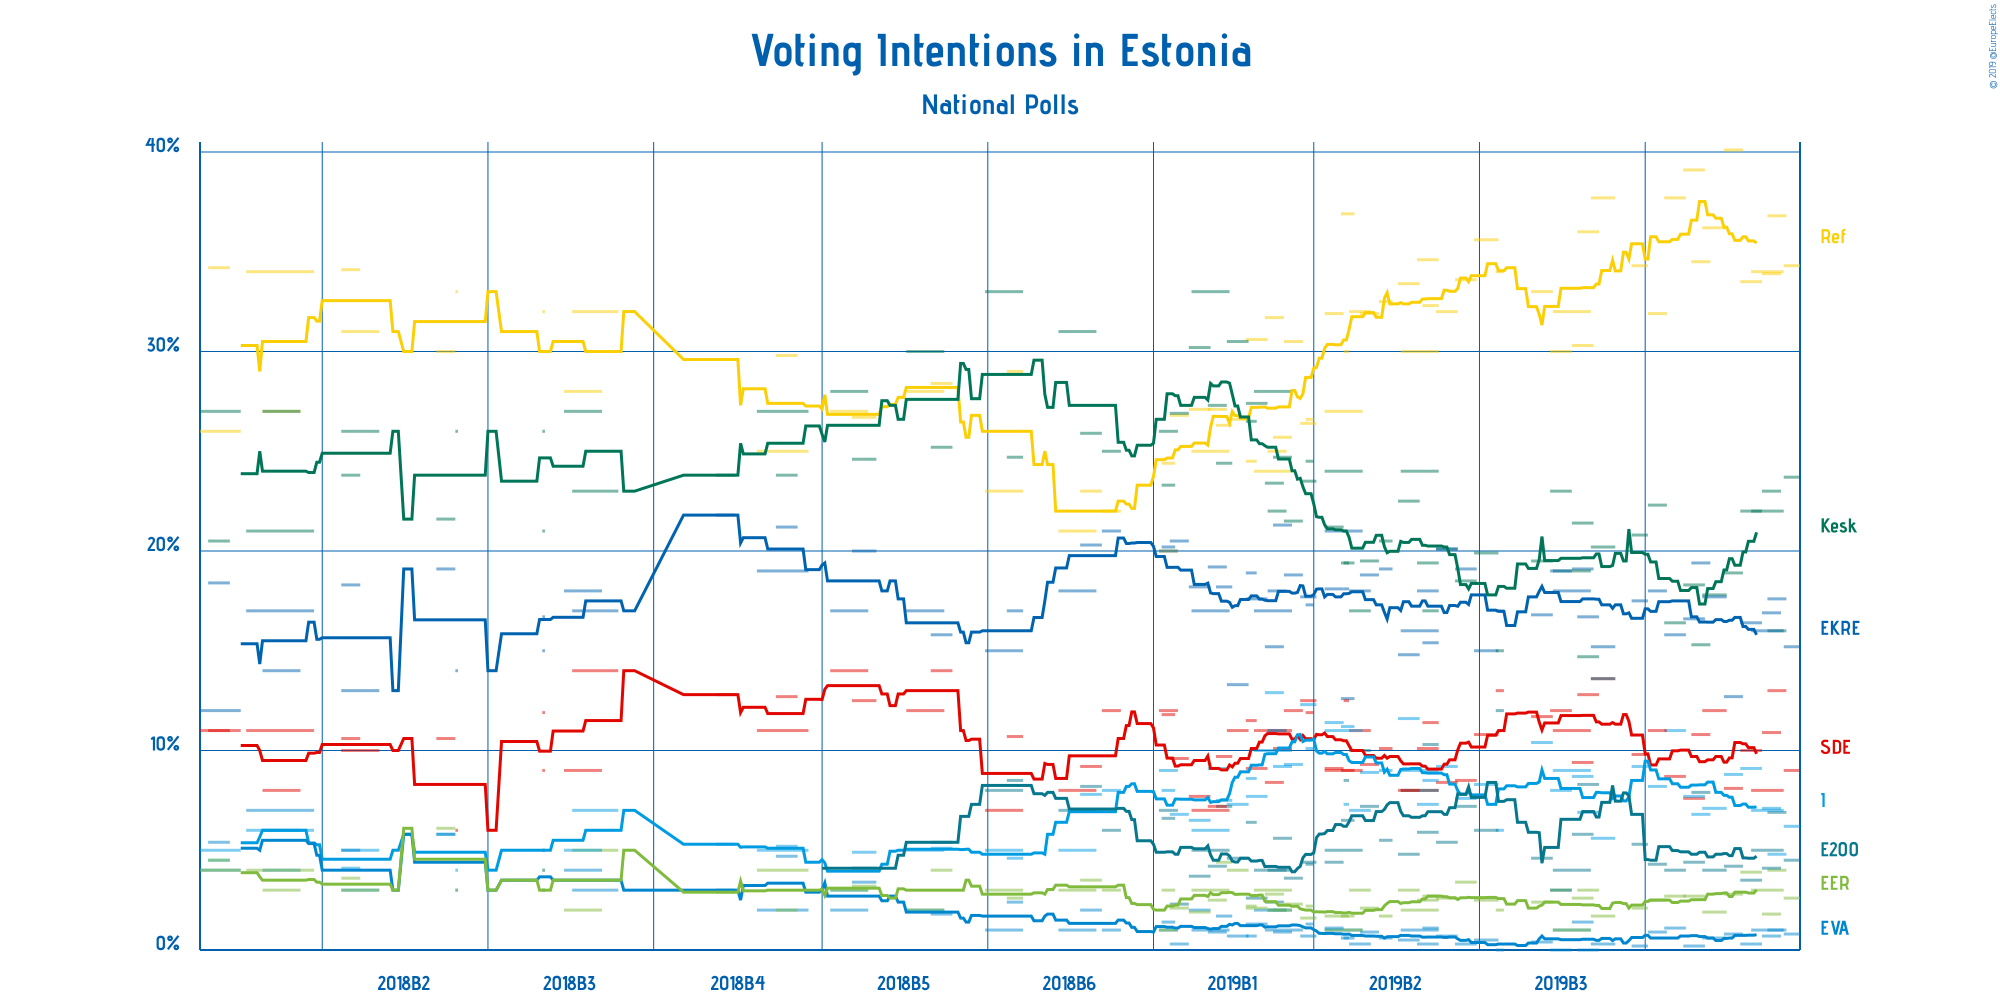 Voting Intentions in Estonia
National Polls
© 2019 @EuropeElects
40%
30%
20%
10%
0%
Ref
Kesk
EKRE
SDE
I
E200
EER
EVA
2018B2
2018B3
2018B4
2018B5
2018B6
2019B1
2019B2
2019B3